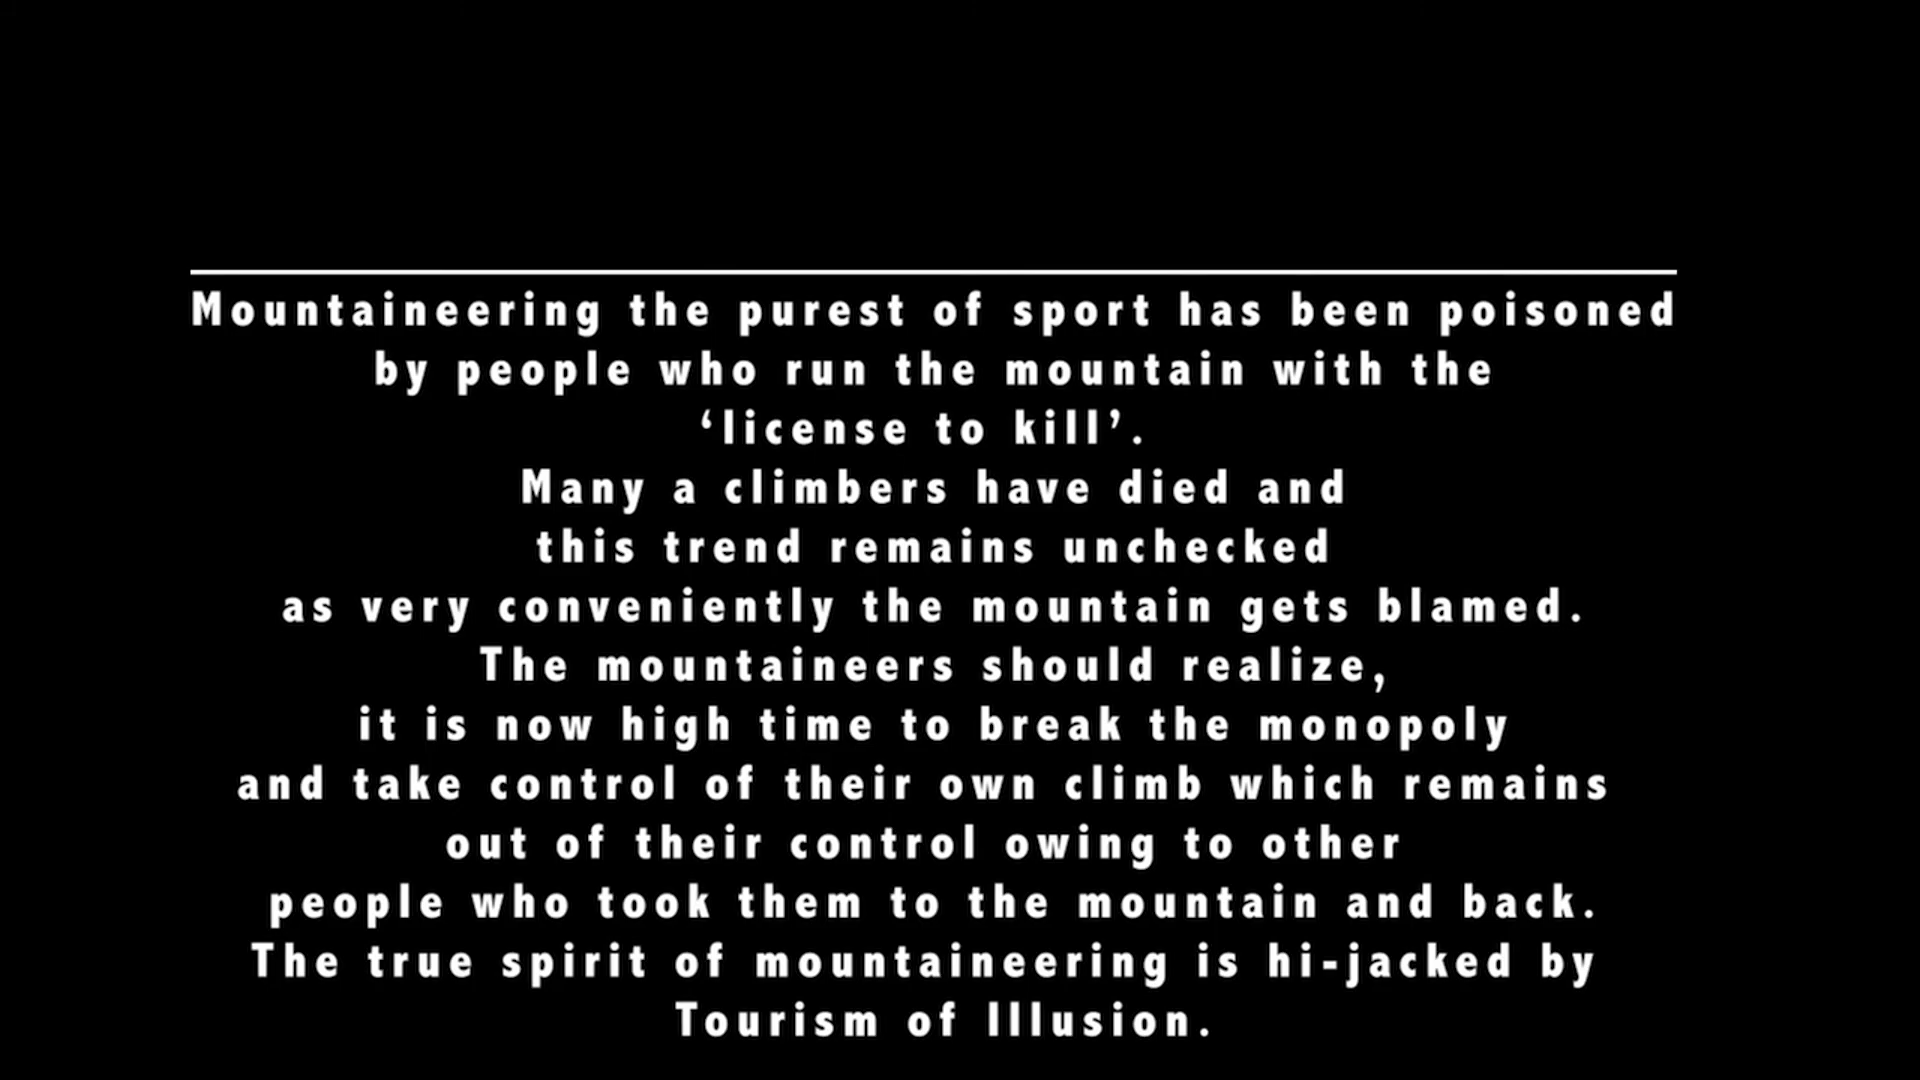 Mountaineering the purest of sport has been poisoned
by people who run the mountain with the
‘license to kill’.
Many a climbers have died and
this trend remains unchecked
as very conveniently the mountain gets blamed.
The mountaineers should realize,
it is now high time to break the monopoly
and take control of their own climb which remains
out of their control owing to other
people who took them to the mountain and back.
The true spirit of mountaineering is hi-jacked by
Tourism of Illusion.